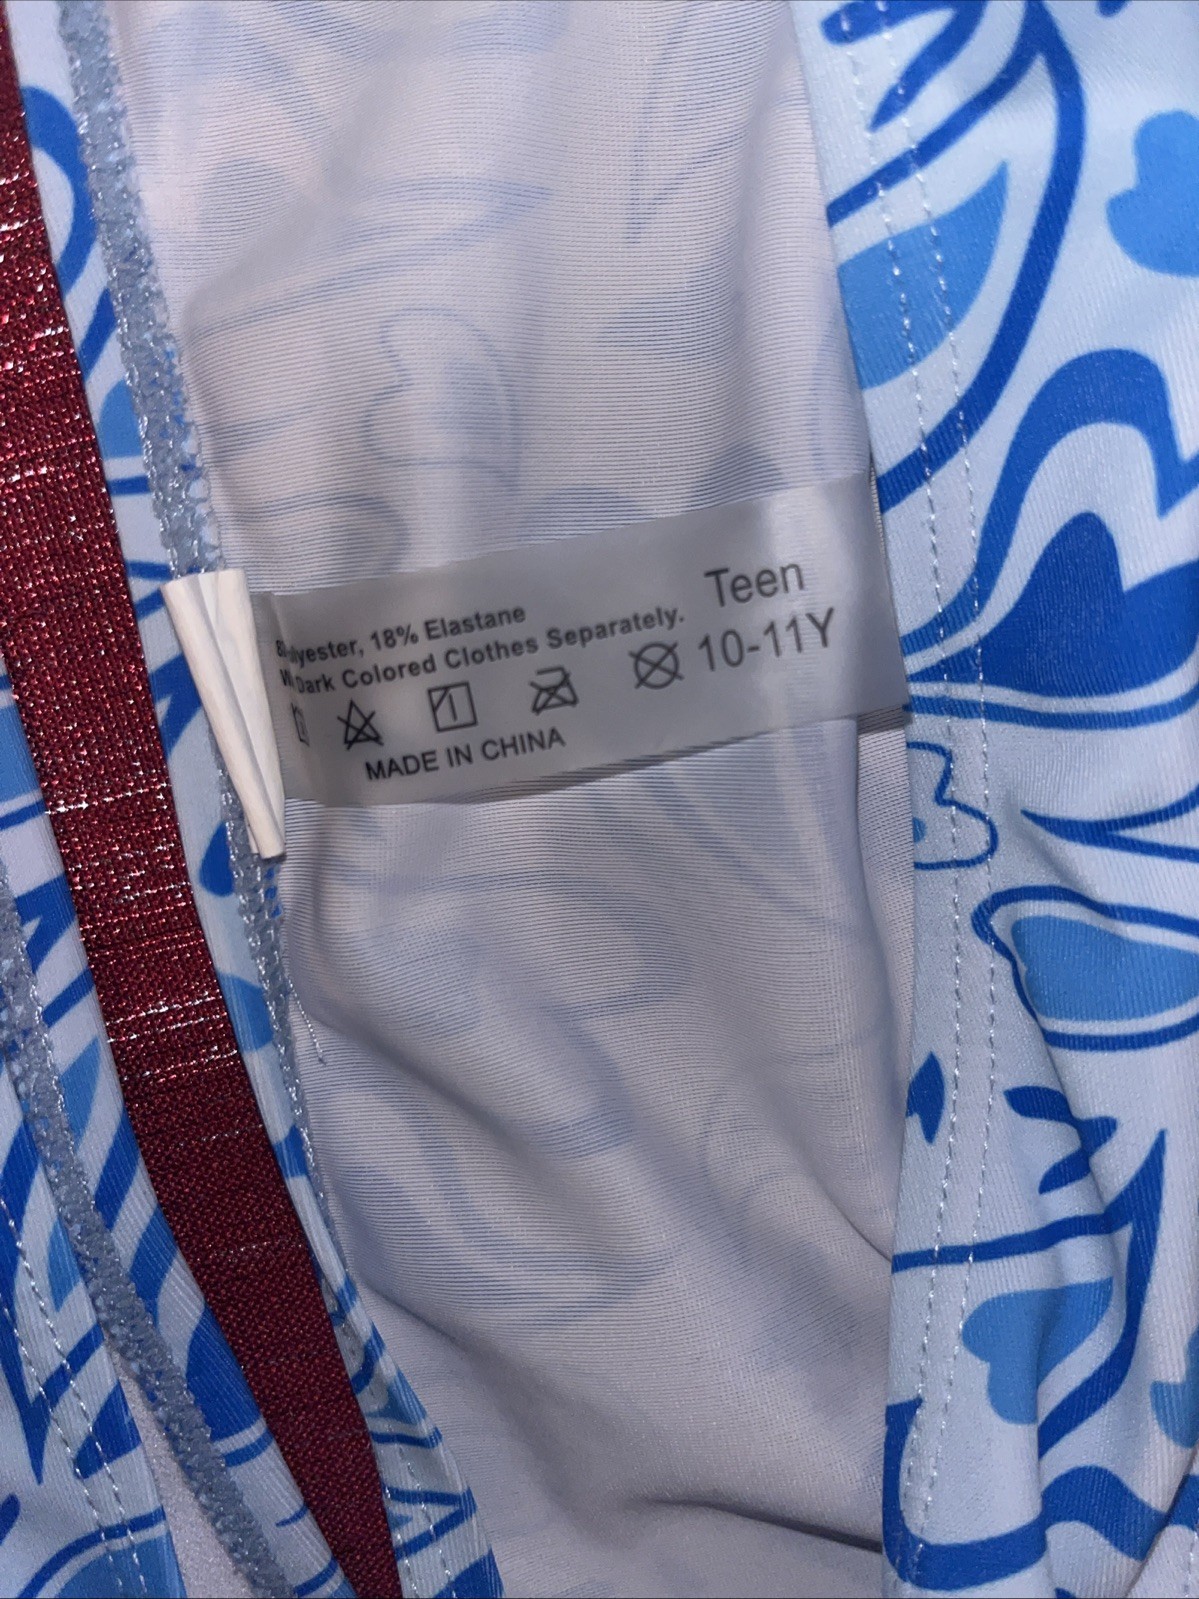 18% Elastane
Dark Colored Clothes Separately.
MADE IN CHINA
Teen
10-11Y